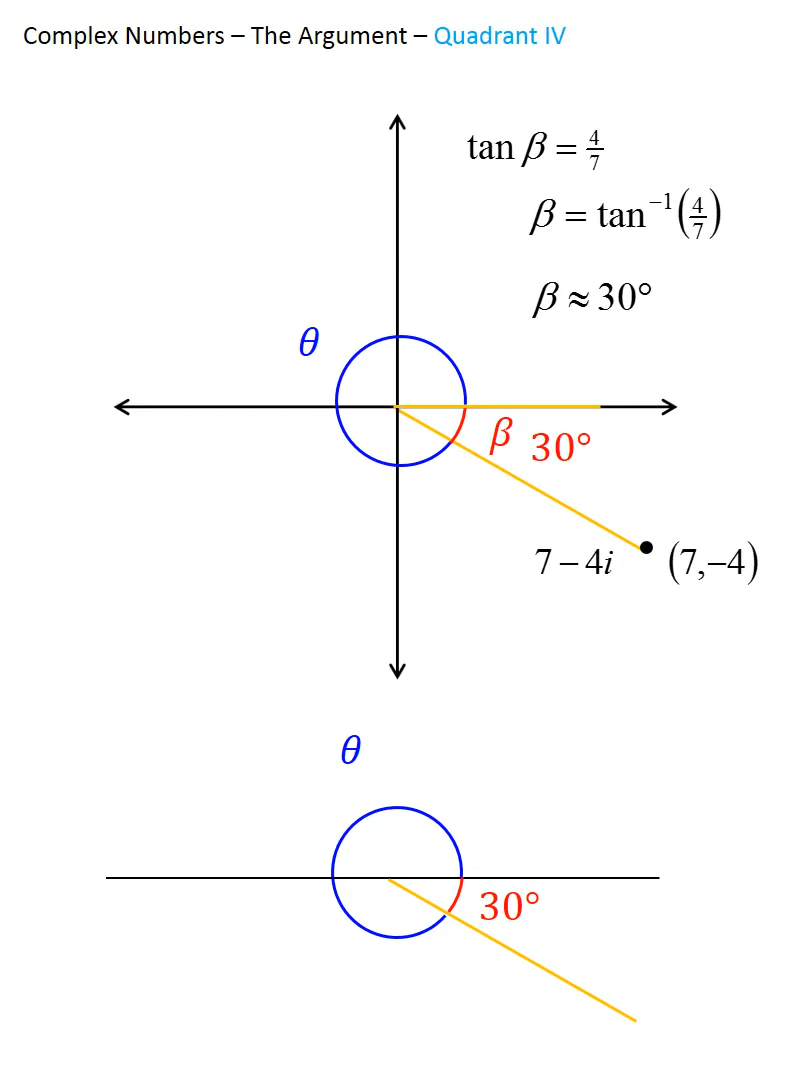 Complex Numbers – The Argument – Quadrant IV
tan β = 4/7
β = tan⁻¹(4/7)
β ≈ 30°
θ
β 30°
7 − 4i (7,−4)
θ
30°